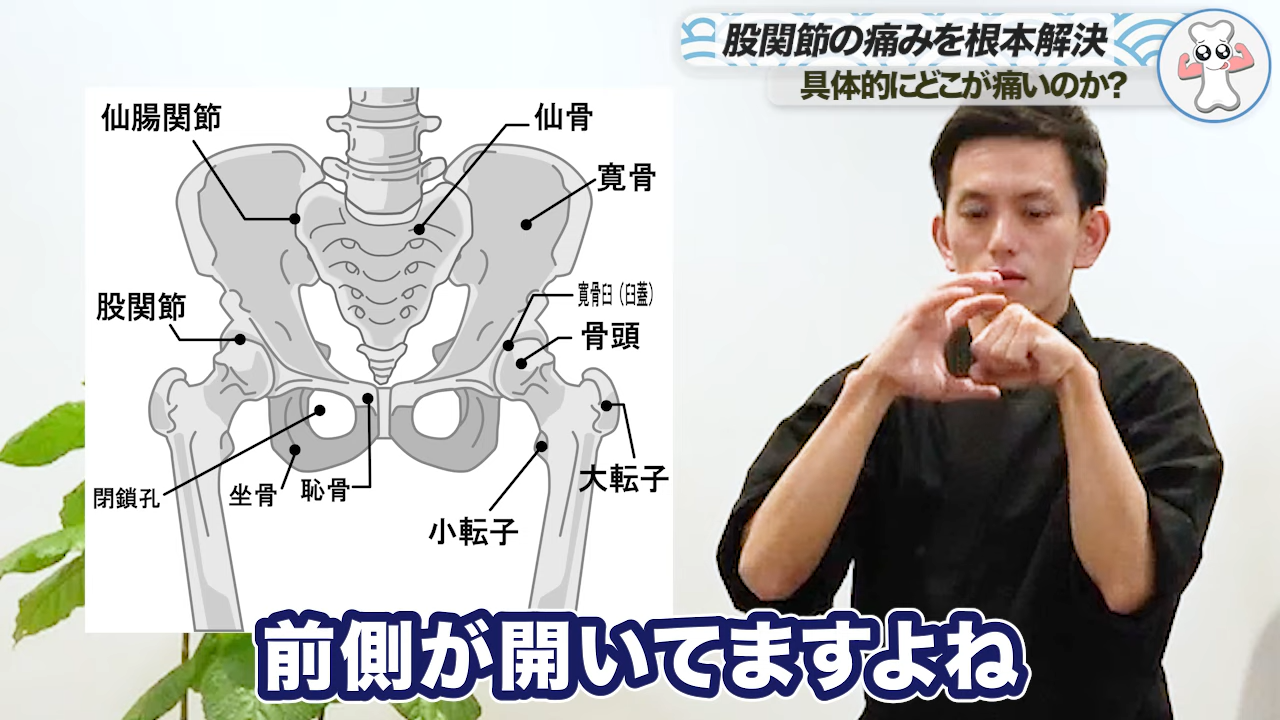 股関節の痛みを根本解決
具体的にどこが痛いのか?
仙腸関節
仙骨
寛骨
股関節
寛骨臼(臼蓋)
骨頭
大転子
閉鎖孔
坐骨
恥骨
小転子
前側が開いてますよね